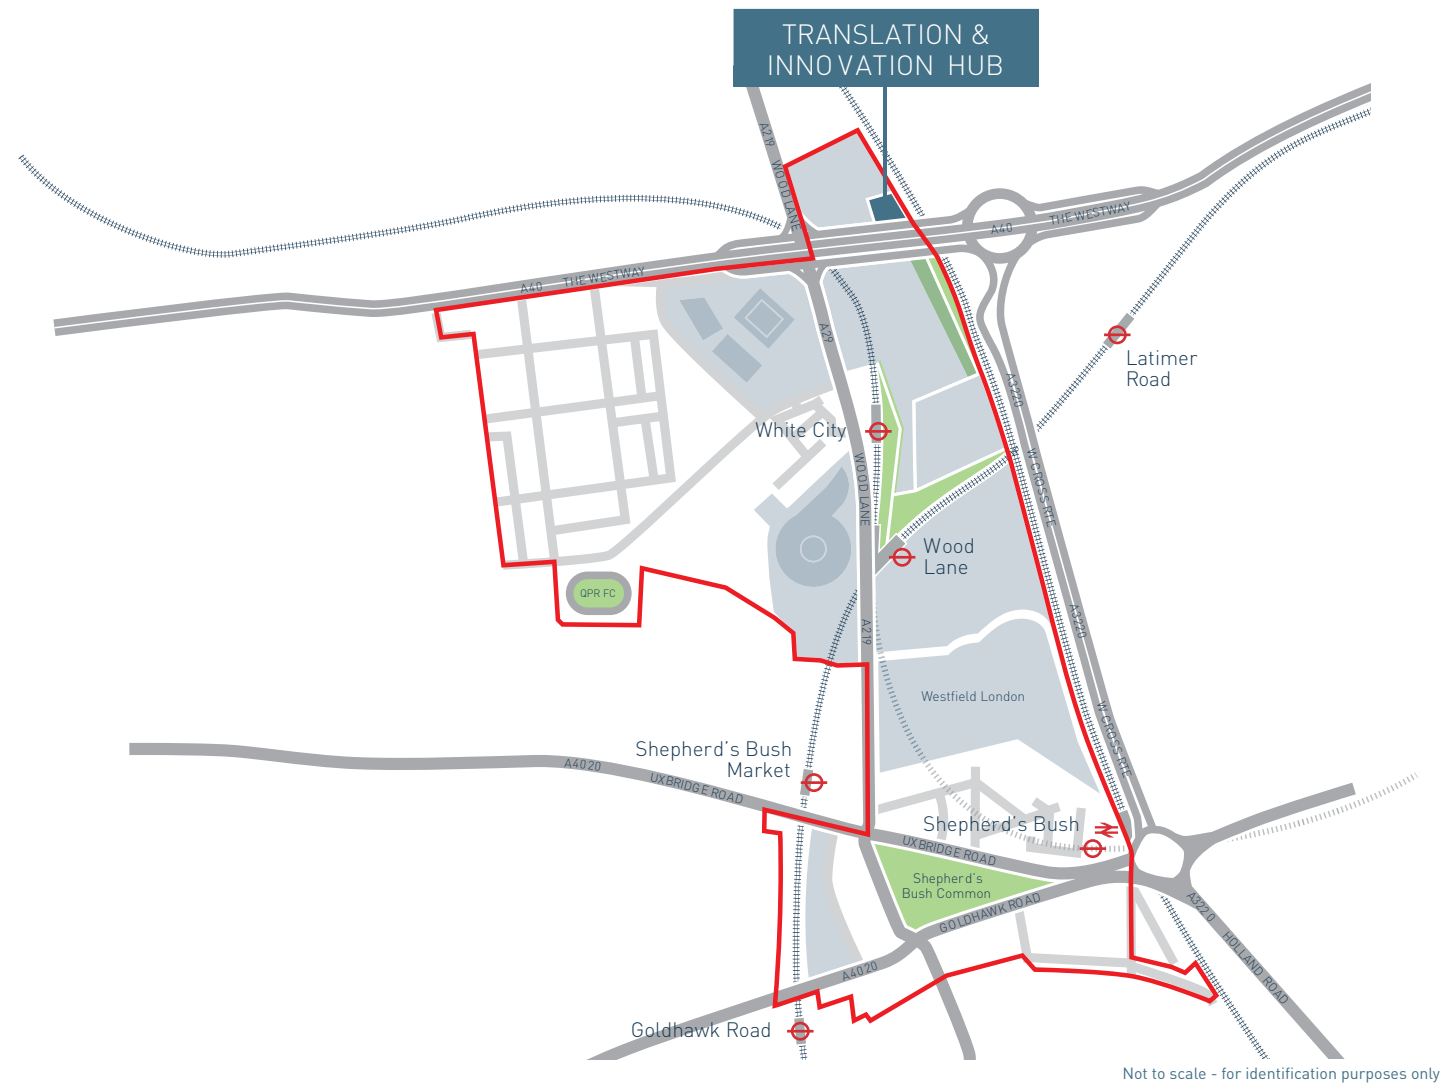 TRANSLATION &
INNOVATION HUB
A219
WOOD LANE
THE WESTWAY
A40
A40
THE WESTWAY
A29
Latimer
Road
A3220
White City
WOOD LANE
W CROSS RTE
Wood
Lane
QPR FC
A219
A3220
Westfield London
W CROSS RTE
Shepherd's Bush
Market
A4020
UXBRIDGE ROAD
Shepherd's Bush
UXBRIDGE ROAD
Shepherd's
Bush Common
GOLDHAWK ROAD
A3220
HOLLAND ROAD
A4020
Goldhawk Road
Not to scale - for identification purposes only